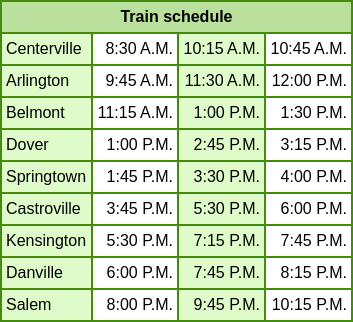 Train schedule
Centerville 8:30 A.M. 10:15 A.M. 10:45 A.M.
Arlington 9:45 A.M. 11:30 A.M. 12:00 P.M.
Belmont 11:15 A.M. 1:00 P.M. 1:30 P.M.
Dover 1:00 P.M. 2:45 P.M. 3:15 P.M.
Springtown 1:45 P.M. 3:30 P.M. 4:00 P.M.
Castroville 3:45 P.M. 5:30 P.M. 6:00 P.M.
Kensington 5:30 P.M. 7:15 P.M. 7:45 P.M.
Danville 6:00 P.M. 7:45 P.M. 8:15 P.M.
Salem 8:00 P.M. 9:45 P.M. 10:15 P.M.